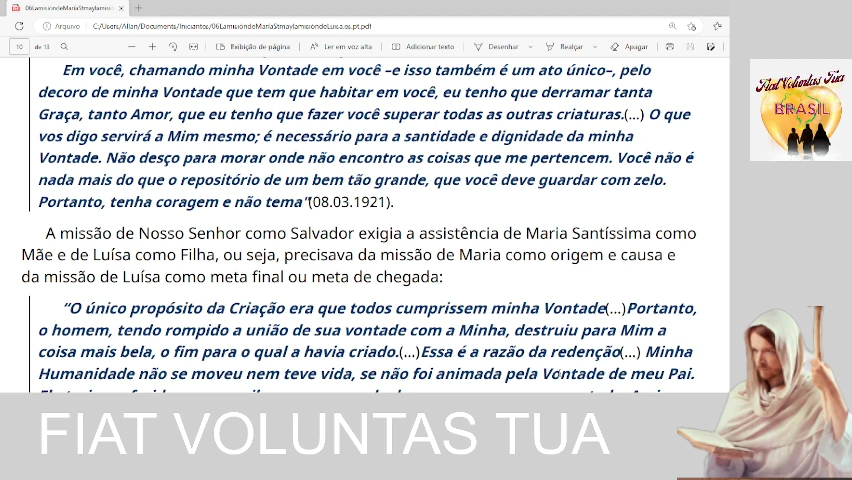 06LamisióndeMaríaStmaylamisióndeLuisa
Arquivo
C:/Users/Allan/Documents/Iniciantes/06LamisióndeMaríaStmaylamisióndeLuisa.es.pt.pdf
10 de 13
Exibição de página
Ler em voz alta
Adicionar texto
Desenhar
Realçar
Apagar
Em você, chamando minha Vontade em você –e isso também é um ato único–, pelo
decoro de minha Vontade que tem que habitar em você, eu tenho que derramar tanta
Graça, tanto Amor, que eu tenho que fazer você superar todas as outras criaturas.(...) O que
vos digo servirá a Mim mesmo; é necessário para a santidade e dignidade da minha
Vontade. Não desço para morar onde não encontro as coisas que me pertencem. Você não é
nada mais do que o repositório de um bem tão grande, que você deve guardar com zelo.
Portanto, tenha coragem e não tema”(08.03.1921).
A missão de Nosso Senhor como Salvador exigia a assistência de Maria Santíssima como
Mãe e de Luísa como Filha, ou seja, precisava da missão de Maria como origem e causa e
da missão de Luísa como meta final ou meta de chegada:
“O único propósito da Criação era que todos cumprissem minha Vontade(...)Portanto,
o homem, tendo rompido a união de sua vontade com a Minha, destruiu para Mim a
coisa mais bela, o fim para o qual a havia criado.(...)Essa é a razão da redenção(...) Minha
Humanidade não se moveu nem teve vida, se não foi animada pela Vontade de meu Pai.
Fiat Voluntas Tua
BRASIL
FIAT VOLUNTAS TUA